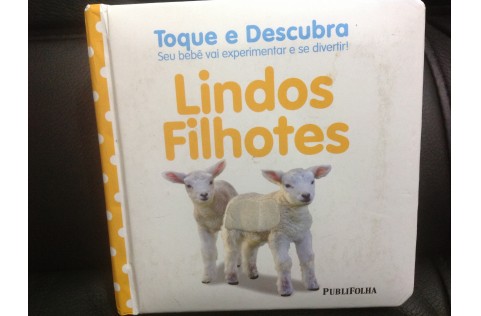 Toque e Descubra
Seu bebê vai experimentar e se divertir!
Lindos
Filhotes
PUBLIFOLHA